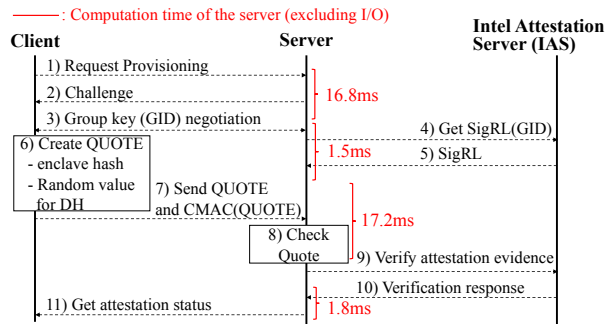 : Computation time of the server (excluding I/O)
Client
Server
Intel Attestation
Server (IAS)
1) Request Provisioning
2) Challenge
16.8ms
3) Group key (GID) negotiation
4) Get SigRL(GID)
1.5ms
5) SigRL
6) Create QUOTE
- enclave hash
- Random value
for DH
7) Send QUOTE
and CMAC(QUOTE)
17.2ms
8) Check
Quote
9) Verify attestation evidence
10) Verification response
11) Get attestation status
1.8ms